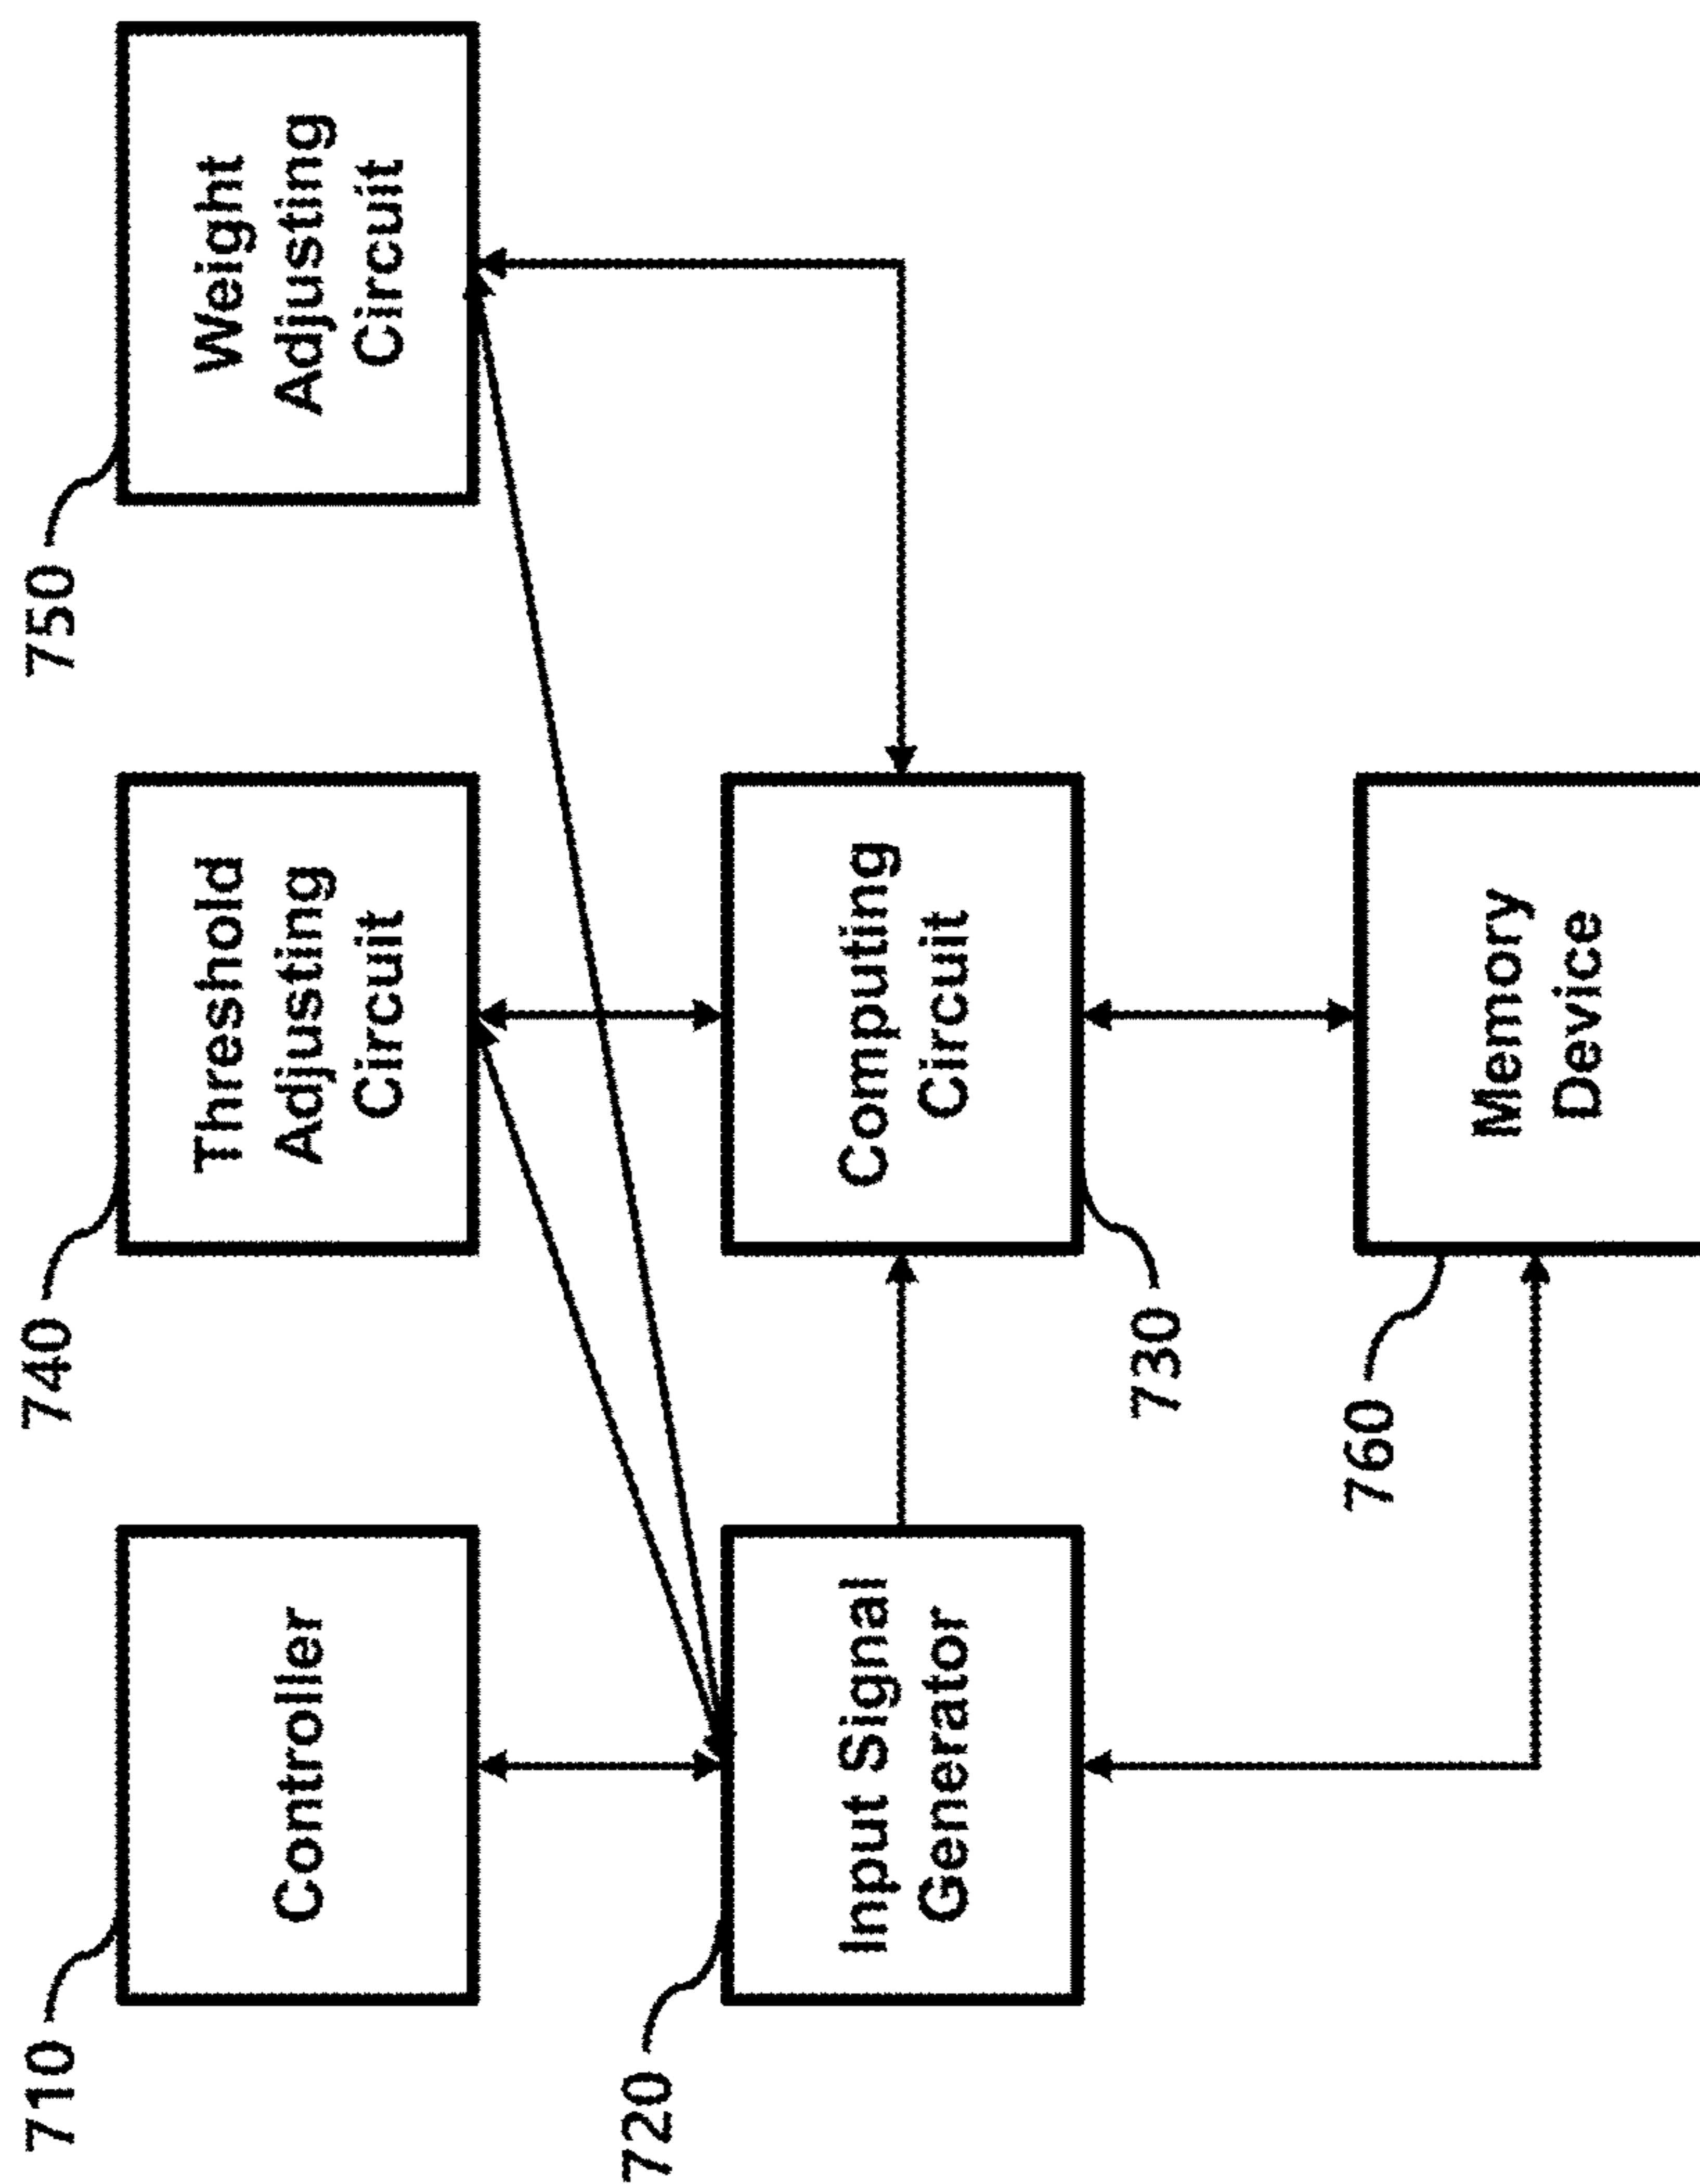 710
Controller
740
Threshold
Adjusting
Circuit
750
Weight
Adjusting
Circuit
720
Input Signal
Generator
Computing
Circuit
730
760
Memory
Device